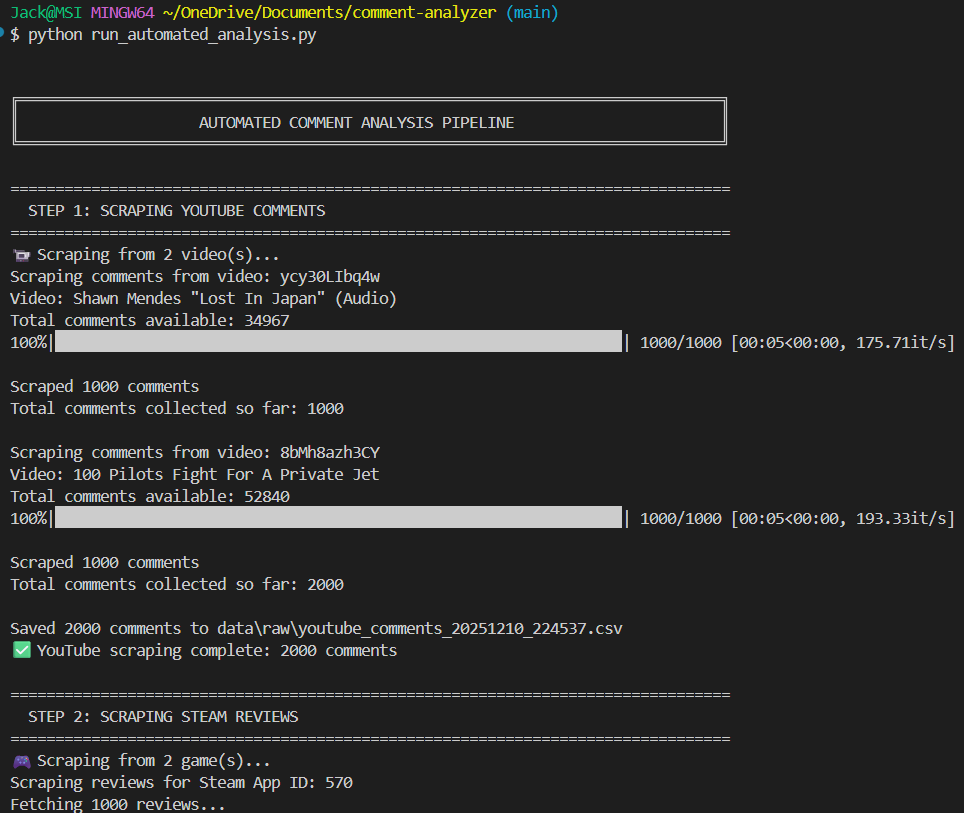 Jack@MSI MINGW64 ~/OneDrive/Documents/comment-analyzer (main)
$ python run_automated_analysis.py
AUTOMATED COMMENT ANALYSIS PIPELINE
================================================================================
STEP 1: SCRAPING YOUTUBE COMMENTS
================================================================================
📹 Scraping from 2 video(s)...
Scraping comments from video: ycy30LIbq4w
Video: Shawn Mendes "Lost In Japan" (Audio)
Total comments available: 34967
100%|| 1000/1000 [00:05<00:00, 175.71it/s]
Scraped 1000 comments
Total comments collected so far: 1000
Scraping comments from video: 8bMh8azh3CY
Video: 100 Pilots Fight For A Private Jet
Total comments available: 52840
100%|| 1000/1000 [00:05<00:00, 193.33it/s]
Scraped 1000 comments
Total comments collected so far: 2000
Saved 2000 comments to data\raw\youtube_comments_20251210_224537.csv
✅ YouTube scraping complete: 2000 comments
================================================================================
STEP 2: SCRAPING STEAM REVIEWS
================================================================================
🎮 Scraping from 2 game(s)...
Scraping reviews for Steam App ID: 570
Fetching 1000 reviews...